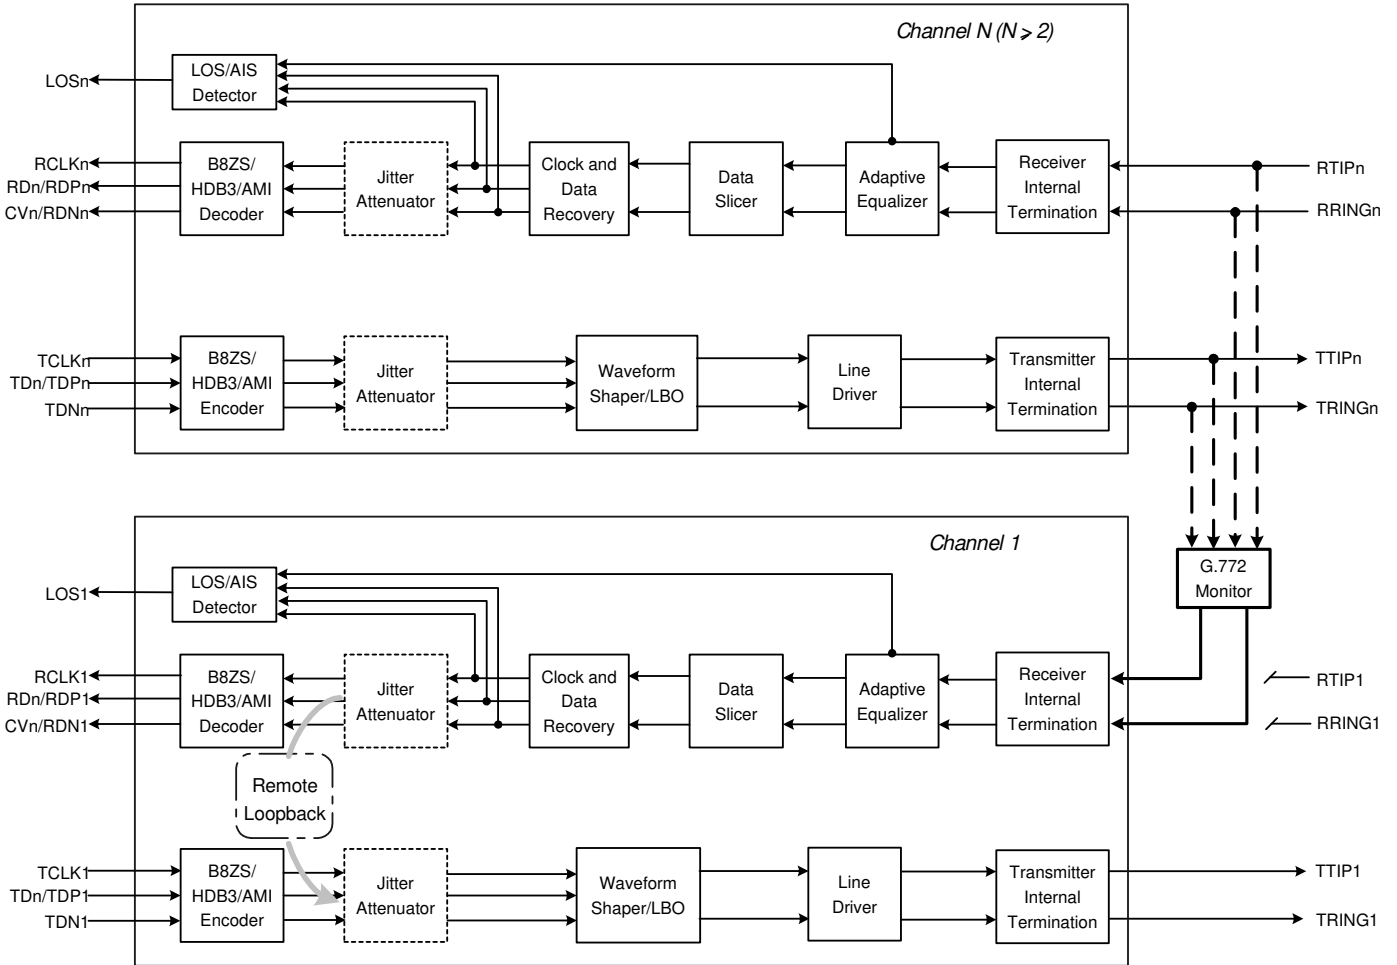 Channel N (N ⩾ 2)
LOSn
LOS/AIS
Detector
RCLKn
RDn/RDPn
CVn/RDNn
B8ZS/
HDB3/AMI
Decoder
Jitter
Attenuator
Clock and
Data
Recovery
Data
Slicer
Adaptive
Equalizer
Receiver
Internal
Termination
RTIPn
RRINGn
TCLKn
TDn/TDPn
TDNn
B8ZS/
HDB3/AMI
Encoder
Jitter
Attenuator
Waveform
Shaper/LBO
Line
Driver
Transmitter
Internal
Termination
TTIPn
TRINGn
Channel 1
G.772
Monitor
LOS1
LOS/AIS
Detector
RCLK1
RDn/RDP1
CVn/RDN1
B8ZS/
HDB3/AMI
Decoder
Jitter
Attenuator
Clock and
Data
Recovery
Data
Slicer
Adaptive
Equalizer
Receiver
Internal
Termination
RTIP1
RRING1
Remote
Loopback
TCLK1
TDn/TDP1
TDN1
B8ZS/
HDB3/AMI
Encoder
Jitter
Attenuator
Waveform
Shaper/LBO
Line
Driver
Transmitter
Internal
Termination
TTIP1
TRING1